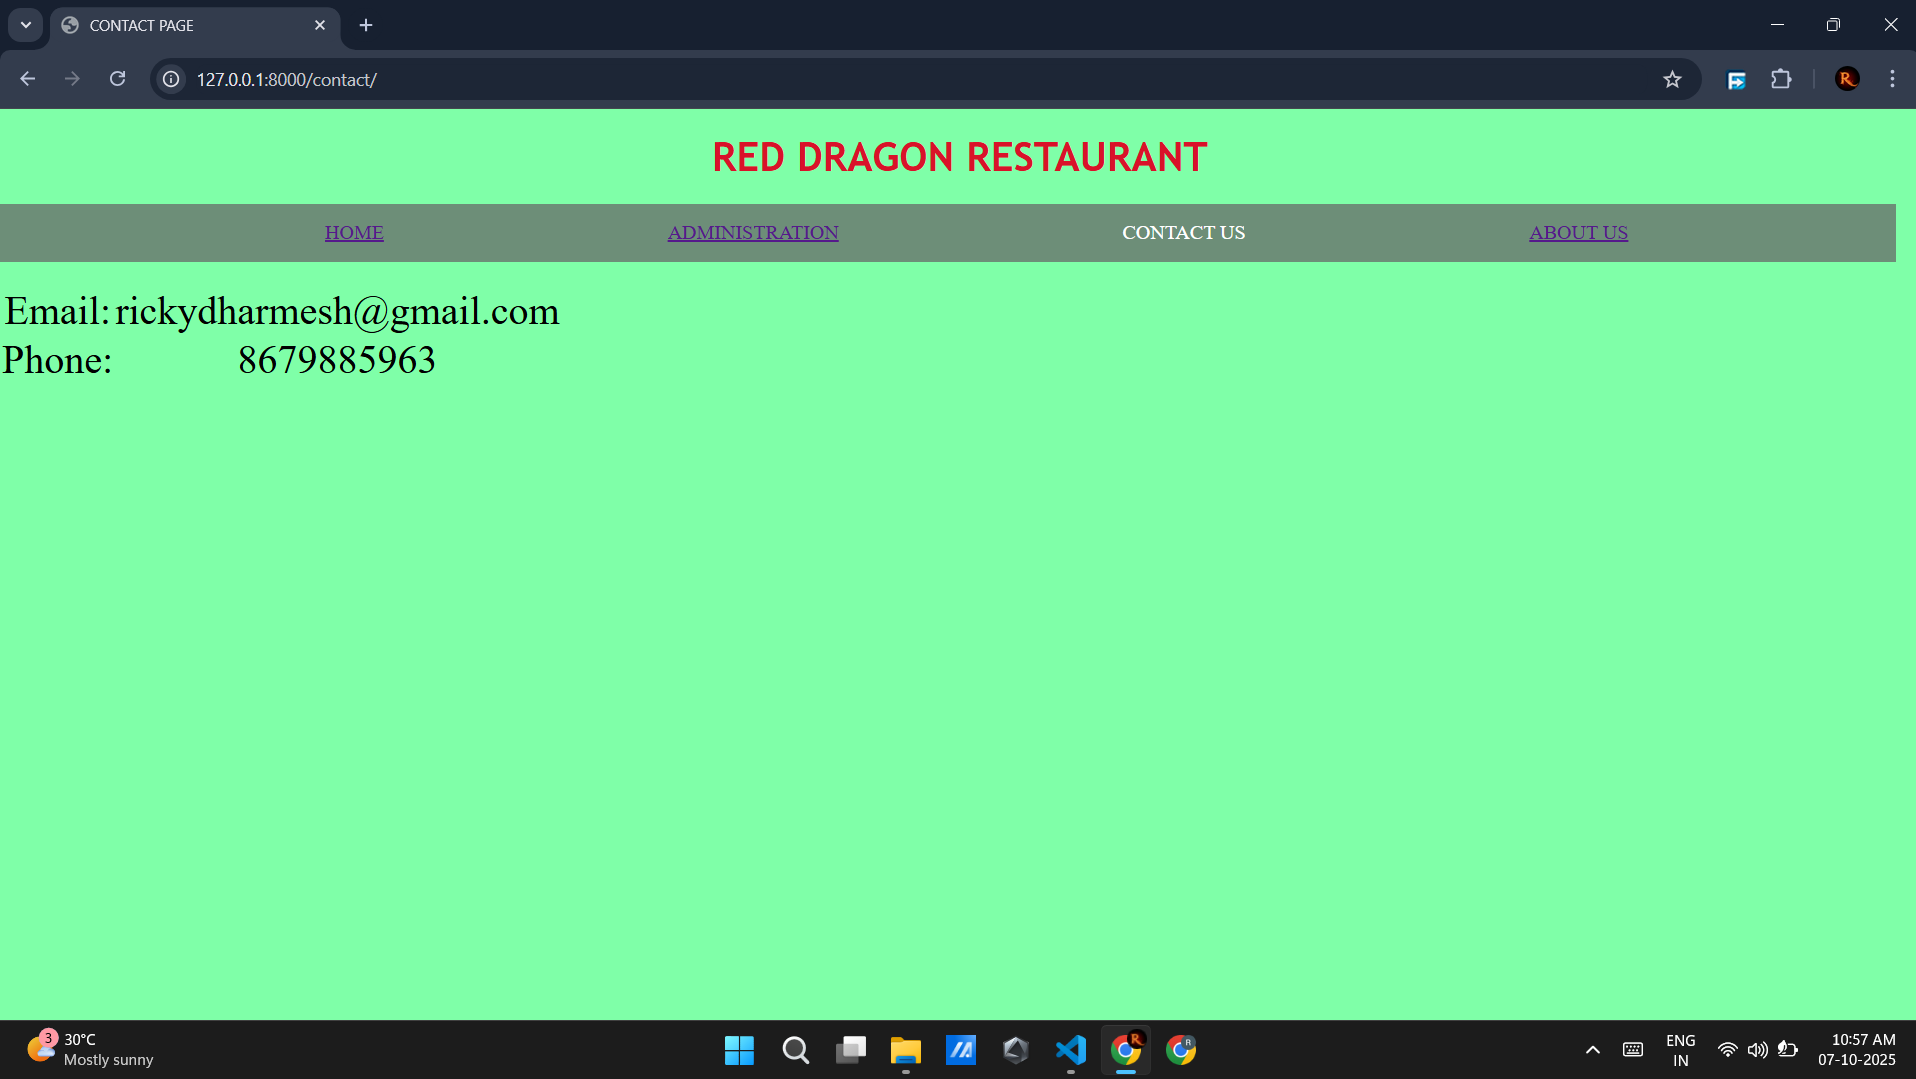 CONTACT PAGE
127.0.0.1:8000/contact/
RED DRAGON RESTAURANT
HOME ADMINISTRATION CONTACT US ABOUT US
Email: rickydharmesh@gmail.com
Phone: 8679885963
3
30°C
Mostly sunny
R
R
R
ENG
IN
10:57 AM
07-10-2025